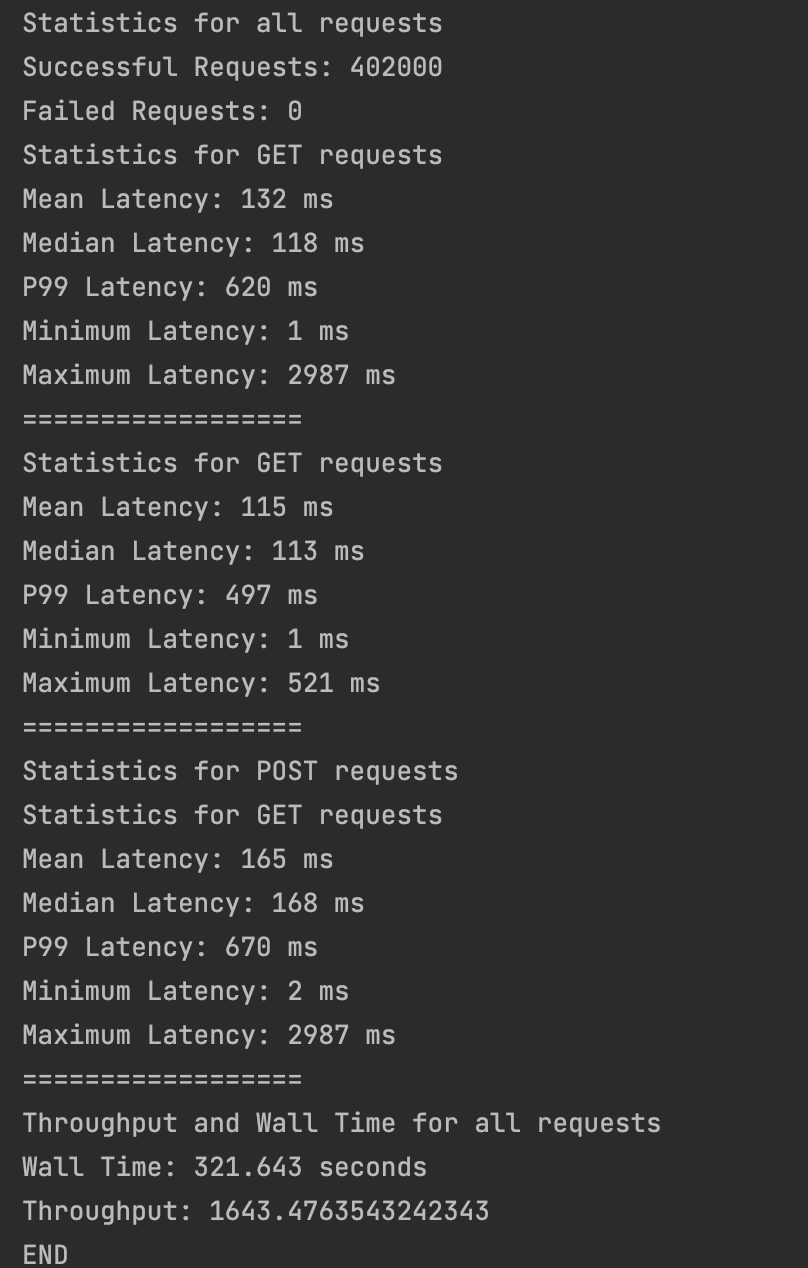 Statistics for all requests
Successful Requests: 402000
Failed Requests: 0
Statistics for GET requests
Mean Latency: 132 ms
Median Latency: 118 ms
P99 Latency: 620 ms
Minimum Latency: 1 ms
Maximum Latency: 2987 ms
==================
Statistics for GET requests
Mean Latency: 115 ms
Median Latency: 113 ms
P99 Latency: 497 ms
Minimum Latency: 1 ms
Maximum Latency: 521 ms
==================
Statistics for POST requests
Statistics for GET requests
Mean Latency: 165 ms
Median Latency: 168 ms
P99 Latency: 670 ms
Minimum Latency: 2 ms
Maximum Latency: 2987 ms
==================
Throughput and Wall Time for all requests
Wall Time: 321.643 seconds
Throughput: 1643.4763543242343
END